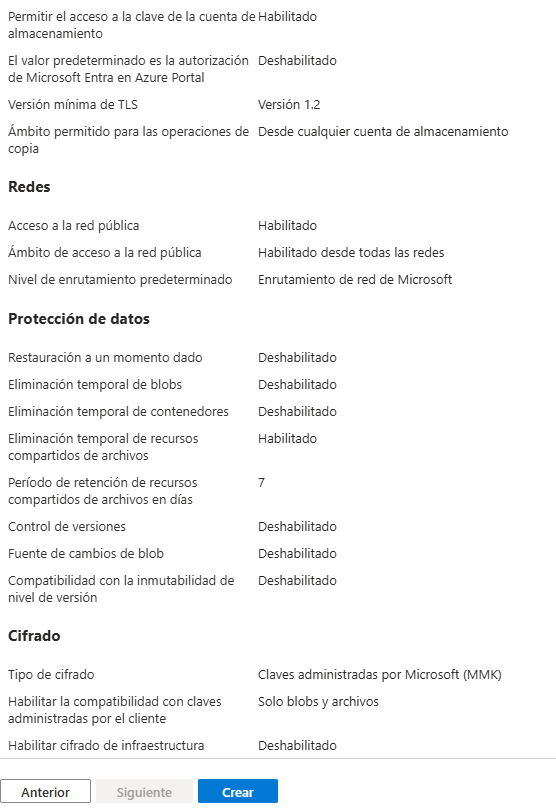 Permitir el acceso a la clave de la cuenta de almacenamiento Habilitado
El valor predeterminado es la autorización de Microsoft Entra en Azure Portal Deshabilitado
Versión mínima de TLS Versión 1.2
Ámbito permitido para las operaciones de copia Desde cualquier cuenta de almacenamiento
Redes
Acceso a la red pública Habilitado
Ámbito de acceso a la red pública Habilitado desde todas las redes
Nivel de enrutamiento predeterminado Enrutamiento de red de Microsoft
Protección de datos
Restauración a un momento dado Deshabilitado
Eliminación temporal de blobs Deshabilitado
Eliminación temporal de contenedores Deshabilitado
Eliminación temporal de recursos compartidos de archivos Habilitado
Período de retención de recursos compartidos de archivos en días 7
Control de versiones Deshabilitado
Fuente de cambios de blob Deshabilitado
Compatibilidad con la inmutabilidad de nivel de versión Deshabilitado
Cifrado
Tipo de cifrado Claves administradas por Microsoft (MMK)
Habilitar la compatibilidad con claves administradas por el cliente Solo blobs y archivos
Habilitar cifrado de infraestructura Deshabilitado
Anterior Siguiente Crear